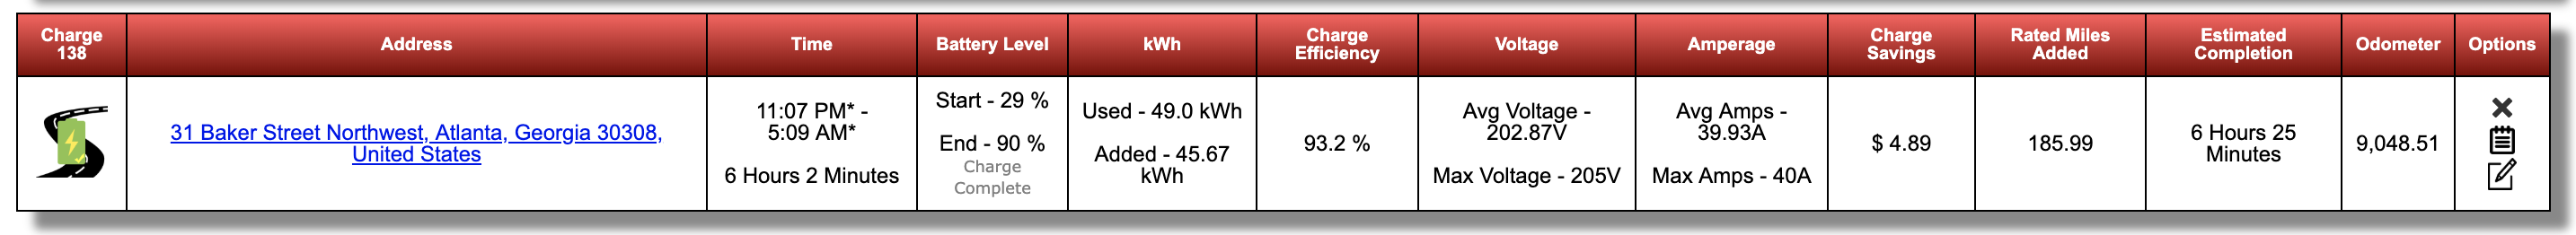 Charge
138
Address
Time
Battery Level
kWh
Charge
Efficiency
Voltage
Amperage
Charge
Savings
Rated Miles
Added
Estimated
Completion
Odometer
Options
31 Baker Street Northwest, Atlanta, Georgia 30308,
United States
11:07 PM* -
5:09 AM*
6 Hours 2 Minutes
Start - 29 %
End - 90 %
Charge
Complete
Used - 49.0 kWh
Added - 45.67
kWh
93.2 %
Avg Voltage -
202.87V
Max Voltage - 205V
Avg Amps -
39.93A
Max Amps - 40A
$ 4.89
185.99
6 Hours 25
Minutes
9,048.51